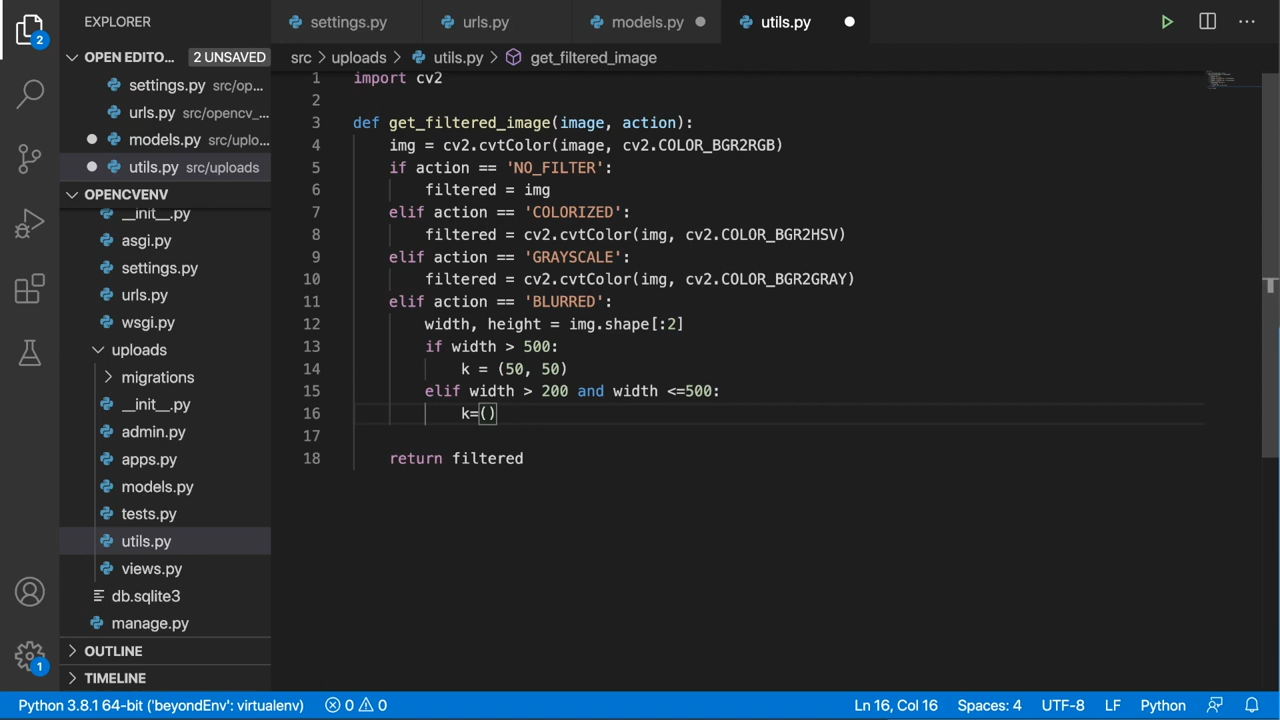 EXPLORER
settings.py
urls.py
models.py
utils.py
OPEN EDITO...
2 UNSAVED
settings.py src/op...
urls.py src/opencv_...
models.py src/uplo...
utils.py src/uploads
OPENCVENV
__init__.py
asgi.py
settings.py
urls.py
wsgi.py
uploads
migrations
__init__.py
admin.py
apps.py
models.py
tests.py
utils.py
views.py
db.sqlite3
manage.py
OUTLINE
TIMELINE
2
1
src > uploads > utils.py > get_filtered_image
1 import cv2
2
3 def get_filtered_image(image, action):
4 img = cv2.cvtColor(image, cv2.COLOR_BGR2RGB)
5 if action == 'NO_FILTER':
6 filtered = img
7 elif action == 'COLORIZED':
8 filtered = cv2.cvtColor(img, cv2.COLOR_BGR2HSV)
9 elif action == 'GRAYSCALE':
10 filtered = cv2.cvtColor(img, cv2.COLOR_BGR2GRAY)
11 elif action == 'BLURRED':
12 width, height = img.shape[:2]
13 if width > 500:
14 k = (50, 50)
15 elif width > 200 and width <=500:
16 k=()
17
18 return filtered
Python 3.8.1 64-bit ('beyondEnv': virtualenv) 0 0
Ln 16, Col 16 Spaces: 4 UTF-8 LF Python